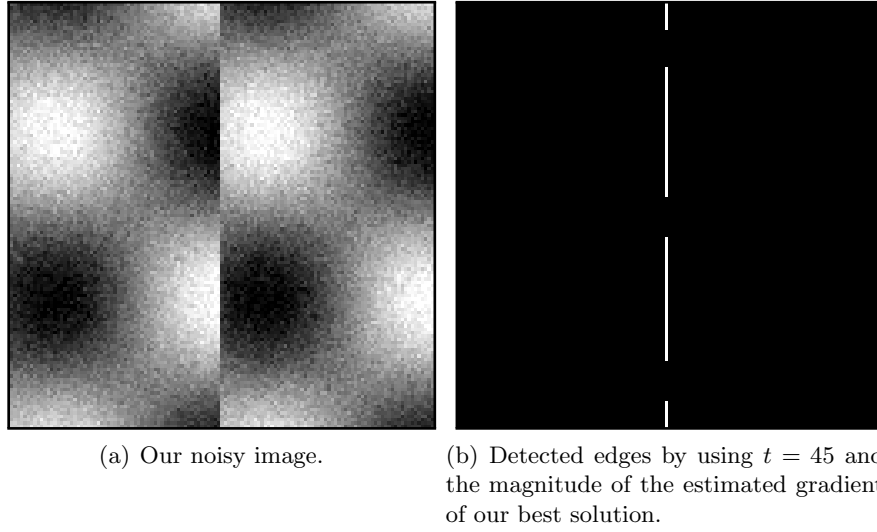 (a) Our noisy image.
(b) Detected edges by using t = 45 and
the magnitude of the estimated gradient
of our best solution.